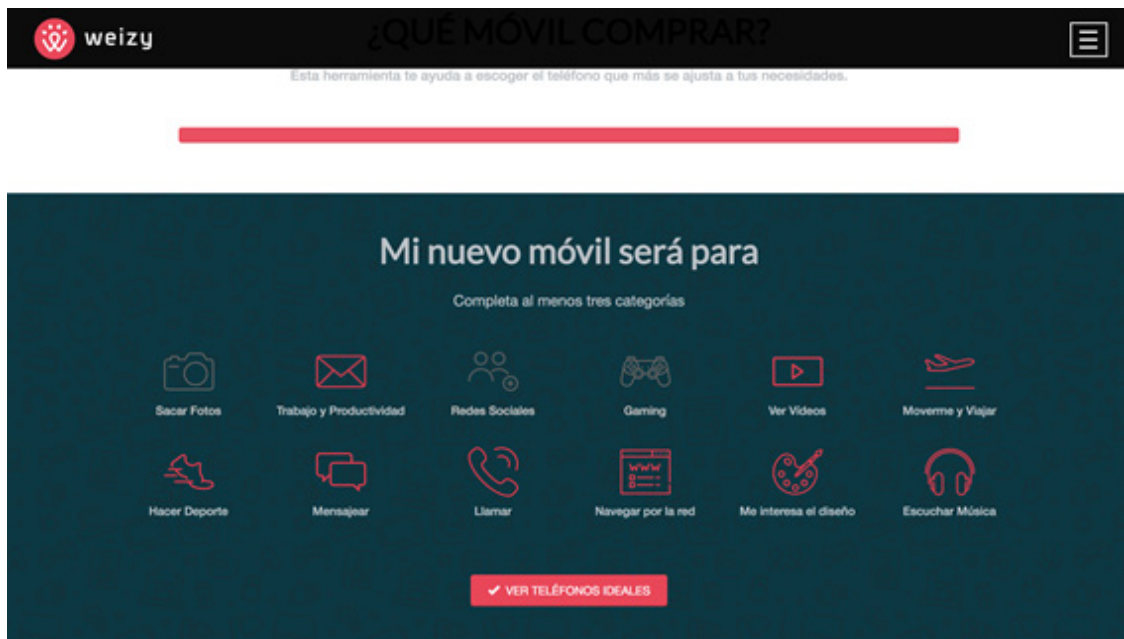 weizy
¿QUÉ MÓVIL COMPRAR?
Esta herramienta te ayuda a escoger el teléfono que más se ajusta a tus necesidades.
Mi nuevo móvil será para
Completa al menos tres categorías
Sacar Fotos
Trabajo y Productividad
Redes Sociales
Gaming
Ver Vídeos
Moverme y Viajar
WWW
Hacer Deporte
Mensajear
Llamar
Navegar por la red
Me interesa el diseño
Escuchar Música
VER TELÉFONOS IDEALES